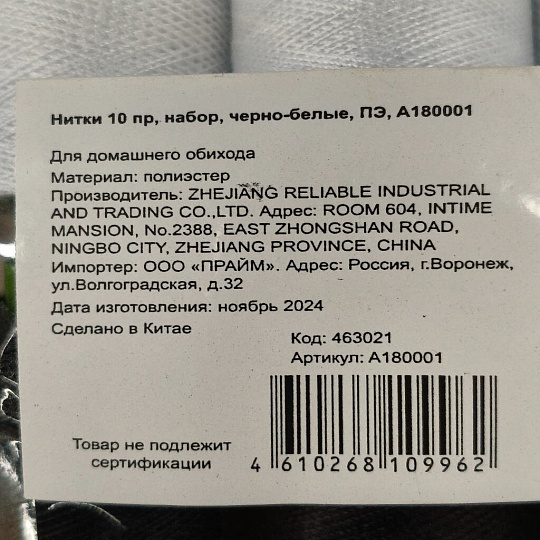 Нитки 10 пр, набор, черно-белые, ПЭ, А180001
Для домашнего обихода
Материал: полиэстер
Производитель: ZHEJIANG RELIABLE INDUSTRIAL
AND TRADING CO.,LTD. Адрес: ROOM 604, INTIME
MANSION, No.2388, EAST ZHONGSHAN ROAD,
NINGBO CITY, ZHEJIANG PROVINCE, CHINA
Импортер: ООО «ПРАЙМ». Адрес: Россия, г.Воронеж,
ул.Волгоградская, д.32
Дата изготовления: ноябрь 2024
Сделано в Китае
Код: 463021
Артикул: А180001
Товар не подлежит
сертификации
4 610268 109962